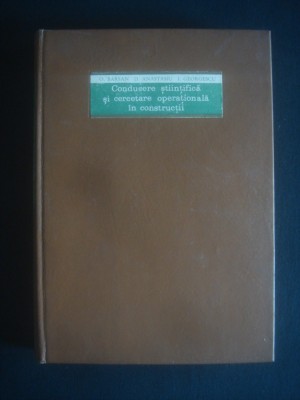 Conducere științifică
și cercetare operațională
în construcții